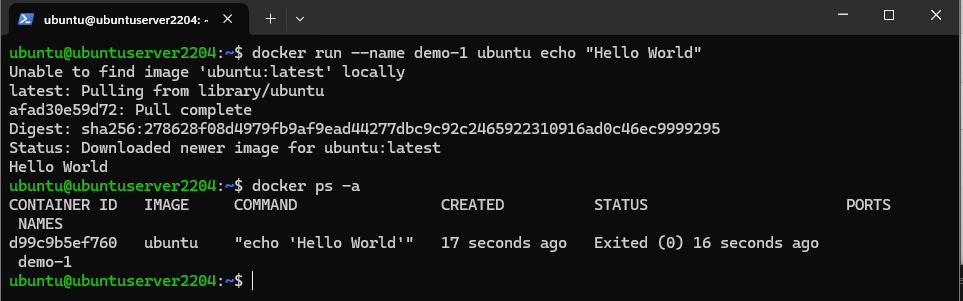 ubuntu@ubuntuserver2204: ~
ubuntu@ubuntuserver2204:~$ docker run --name demo-1 ubuntu echo "Hello World"
Unable to find image 'ubuntu:latest' locally
latest: Pulling from library/ubuntu
afad30e59d72: Pull complete
Digest: sha256:278628f08d4979fb9af9ead44277dbc9c92c2465922310916ad0c46ec9999295
Status: Downloaded newer image for ubuntu:latest
Hello World
ubuntu@ubuntuserver2204:~$ docker ps -a
CONTAINER ID   IMAGE     COMMAND                CREATED          STATUS                      PORTS
 NAMES
d99c9b5ef760   ubuntu    "echo 'Hello World'"   17 seconds ago   Exited (0) 16 seconds ago
 demo-1
ubuntu@ubuntuserver2204:~$